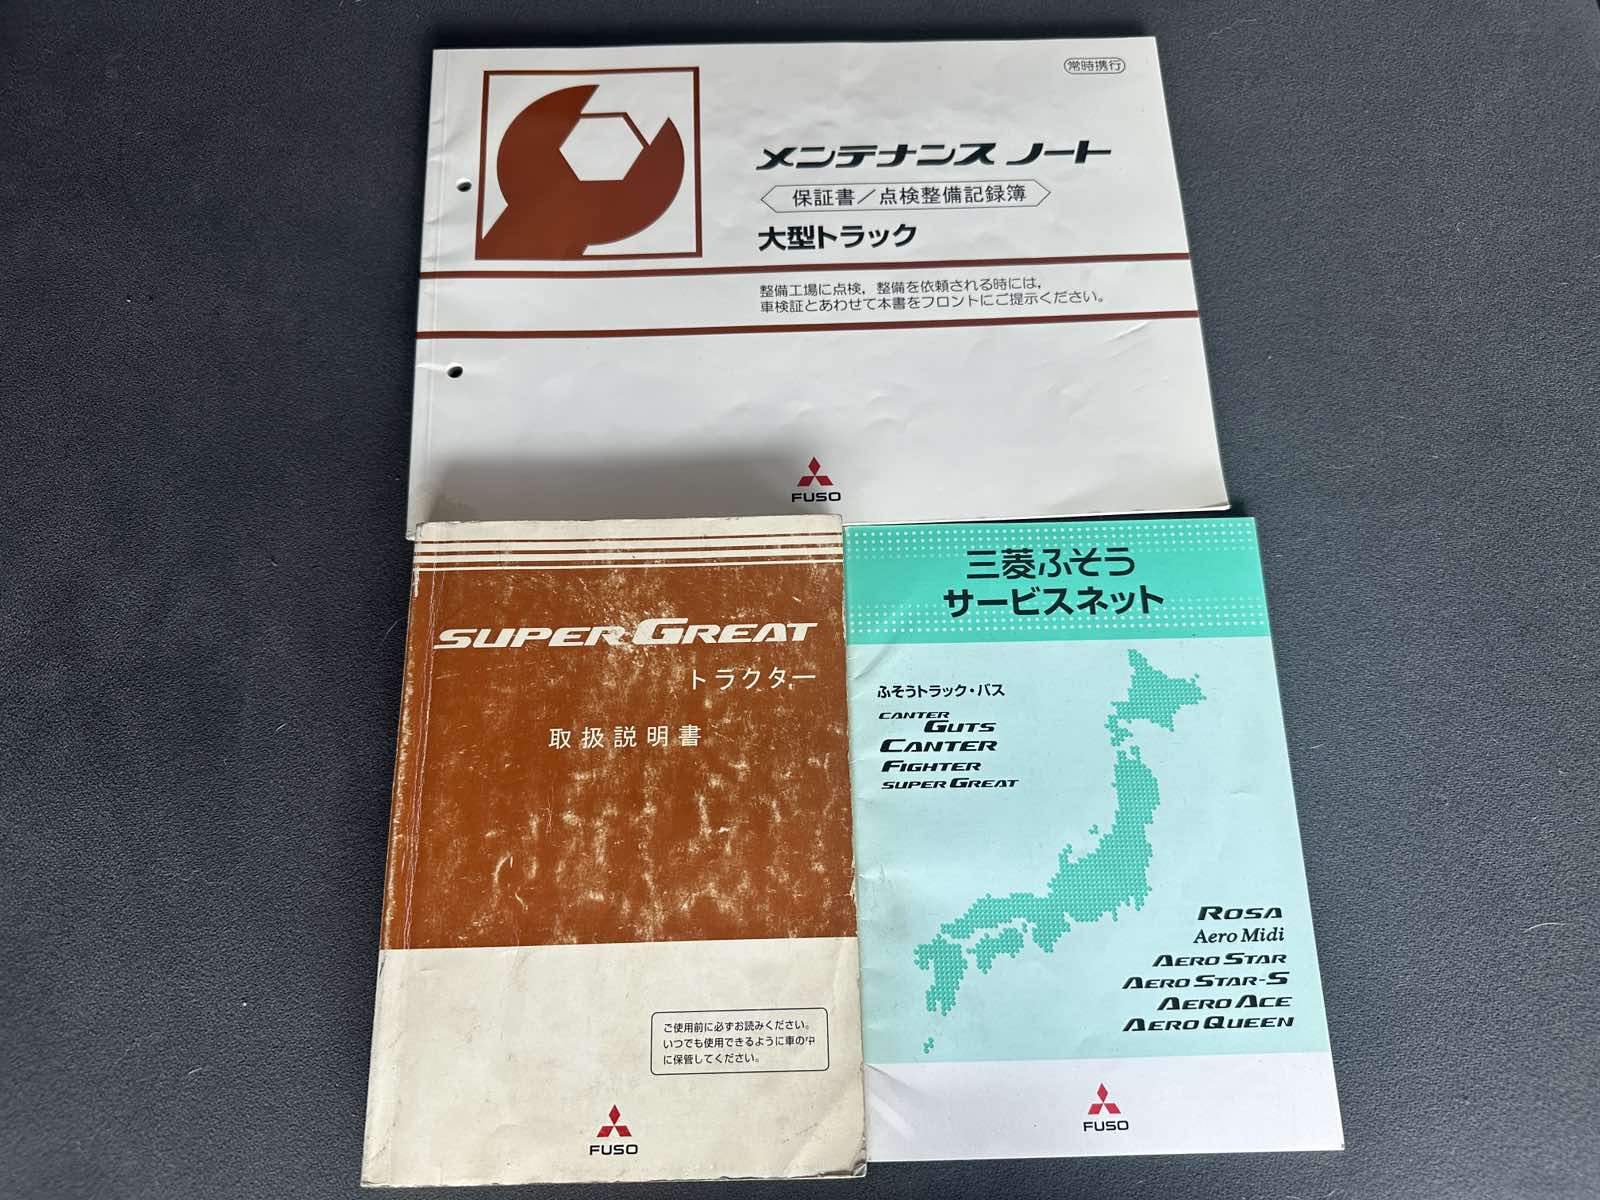 常時携行
メンテナンス ノート
保証書／点検整備記録簿
大型トラック
整備工場に点検，整備を依頼される時には，
車検証とあわせて本書をフロントにご提示ください。
FUSO
SUPER GREAT
トラクター
取扱説明書
ご使用前に必ずお読みください。
いつでも使用できるように車の中
に保管してください。
FUSO
三菱ふそう
サービスネット
ふそうトラック・バス
CANTER
GUTS
CANTER
FIGHTER
SUPER GREAT
ROSA
Aero Midi
AERO STAR
AERO STAR-S
AERO ACE
AERO QUEEN
FUSO